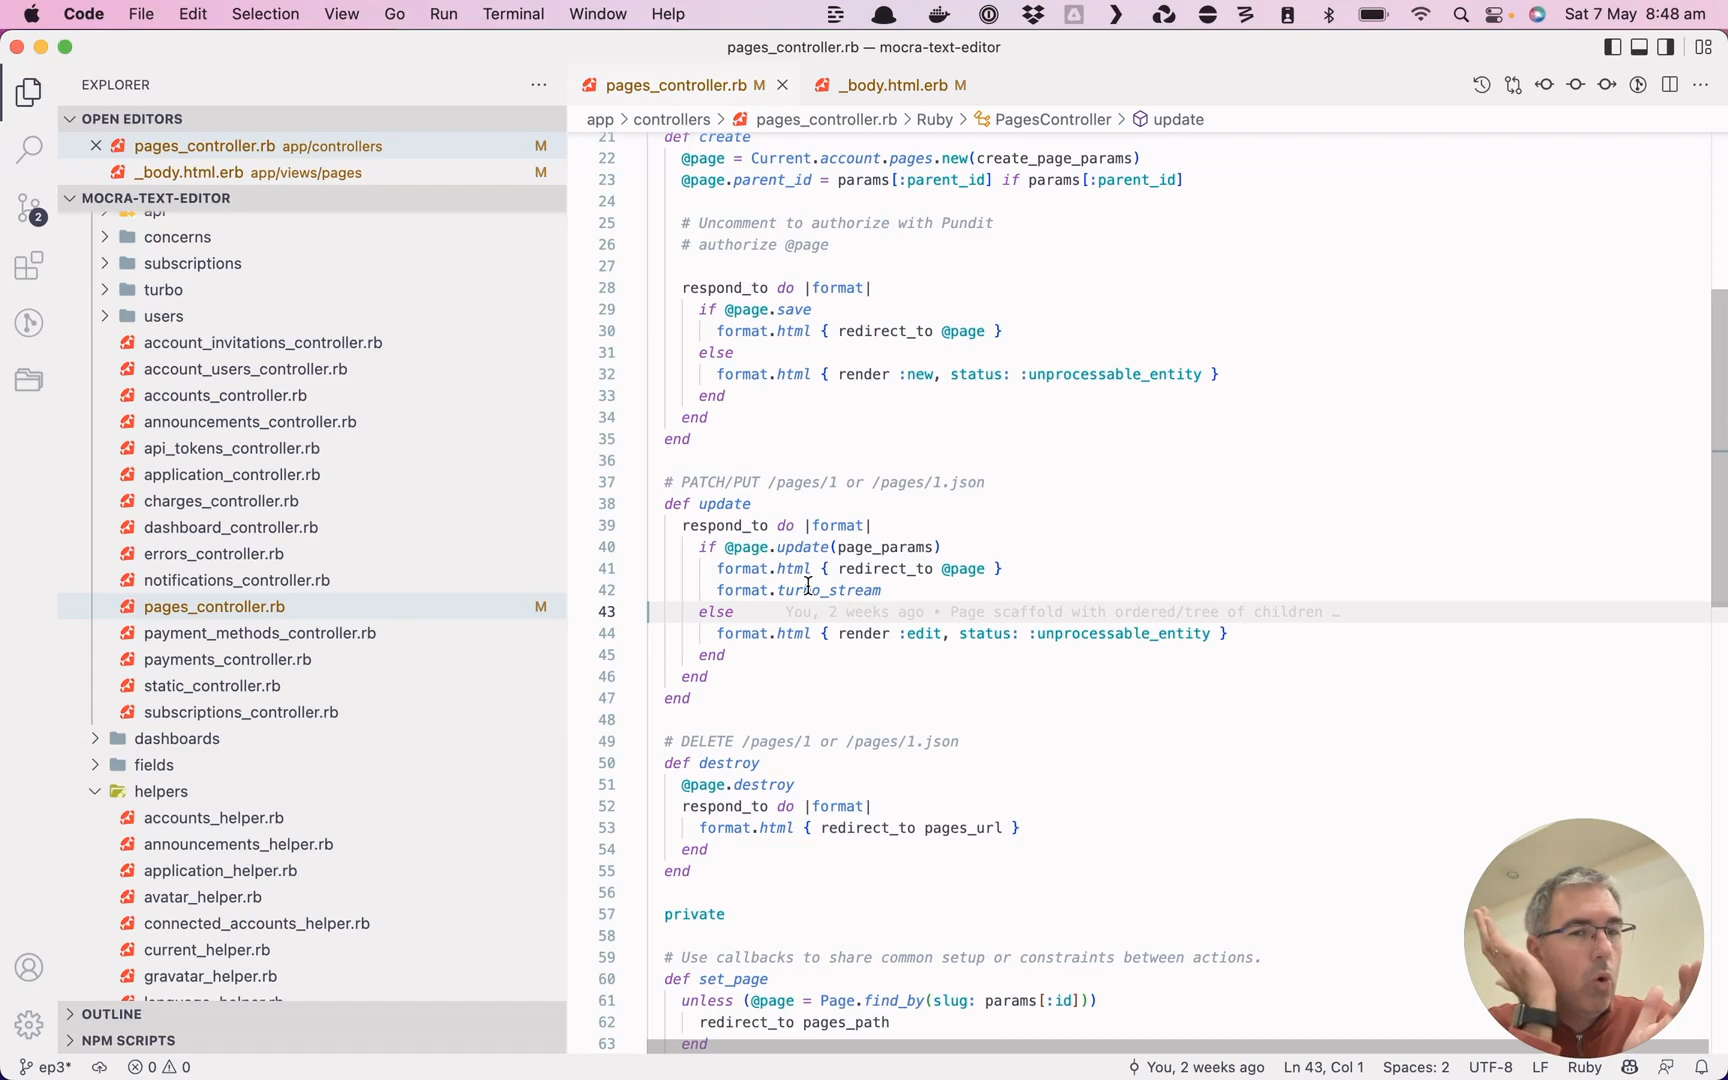 Code File Edit Selection View Go Run Terminal Window Help Sat 7 May 8:48 am
pages_controller.rb — mocra-text-editor
EXPLORER
OPEN EDITORS
pages_controller.rb app/controllers M
_body.html.erb app/views/pages M
MOCRA-TEXT-EDITOR
api
concerns
subscriptions
turbo
users
account_invitations_controller.rb
account_users_controller.rb
accounts_controller.rb
announcements_controller.rb
api_tokens_controller.rb
application_controller.rb
charges_controller.rb
dashboard_controller.rb
errors_controller.rb
notifications_controller.rb
pages_controller.rb M
payment_methods_controller.rb
payments_controller.rb
static_controller.rb
subscriptions_controller.rb
dashboards
fields
helpers
accounts_helper.rb
announcements_helper.rb
application_helper.rb
avatar_helper.rb
connected_accounts_helper.rb
current_helper.rb
gravatar_helper.rb
OUTLINE
NPM SCRIPTS
2
pages_controller.rb M
_body.html.erb M
app > controllers > pages_controller.rb > Ruby > PagesController > update
21 def create
22 @page = Current.account.pages.new(create_page_params)
23 @page.parent_id = params[:parent_id] if params[:parent_id]
24
25 # Uncomment to authorize with Pundit
26 # authorize @page
27
28 respond_to do |format|
29 if @page.save
30 format.html { redirect_to @page }
31 else
32 format.html { render :new, status: :unprocessable_entity }
33 end
34 end
35 end
36
37 # PATCH/PUT /pages/1 or /pages/1.json
38 def update
39 respond_to do |format|
40 if @page.update(page_params)
41 format.html { redirect_to @page }
42 format.turbo_stream
43 else You, 2 weeks ago • Page scaffold with ordered/tree of children …
44 format.html { render :edit, status: :unprocessable_entity }
45 end
46 end
47 end
48
49 # DELETE /pages/1 or /pages/1.json
50 def destroy
51 @page.destroy
52 respond_to do |format|
53 format.html { redirect_to pages_url }
54 end
55 end
56
57 private
58
59 # Use callbacks to share common setup or constraints between actions.
60 def set_page
61 unless (@page = Page.find_by(slug: params[:id]))
62 redirect_to pages_path
63 end
ep3* 0 0 You, 2 weeks ago Ln 43, Col 1 Spaces: 2 UTF-8 LF Ruby